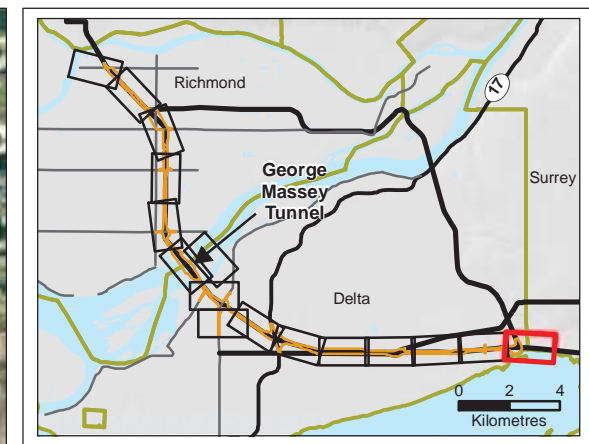 Richmond
17
George
Massey
Tunnel
Surrey
Delta
0 2 4
Kilometres